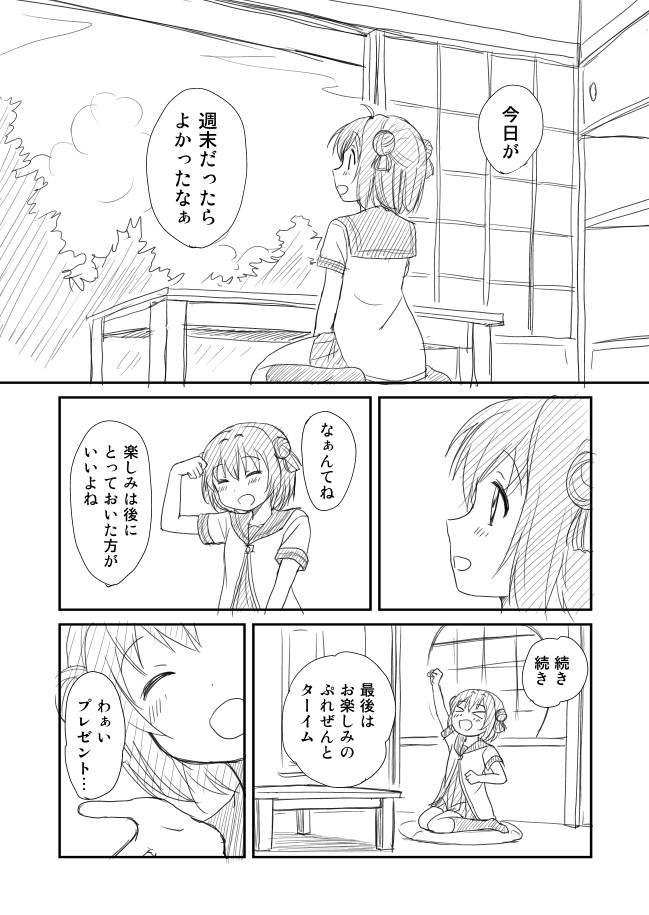 今日が
週末だったら
よかったなぁ
なぁんてね
楽しみは後に
とっておいた方が
いいよね
続き
続き
最後は
お楽しみの
ぷれぜんと
ターイム
わぁい
プレゼント…